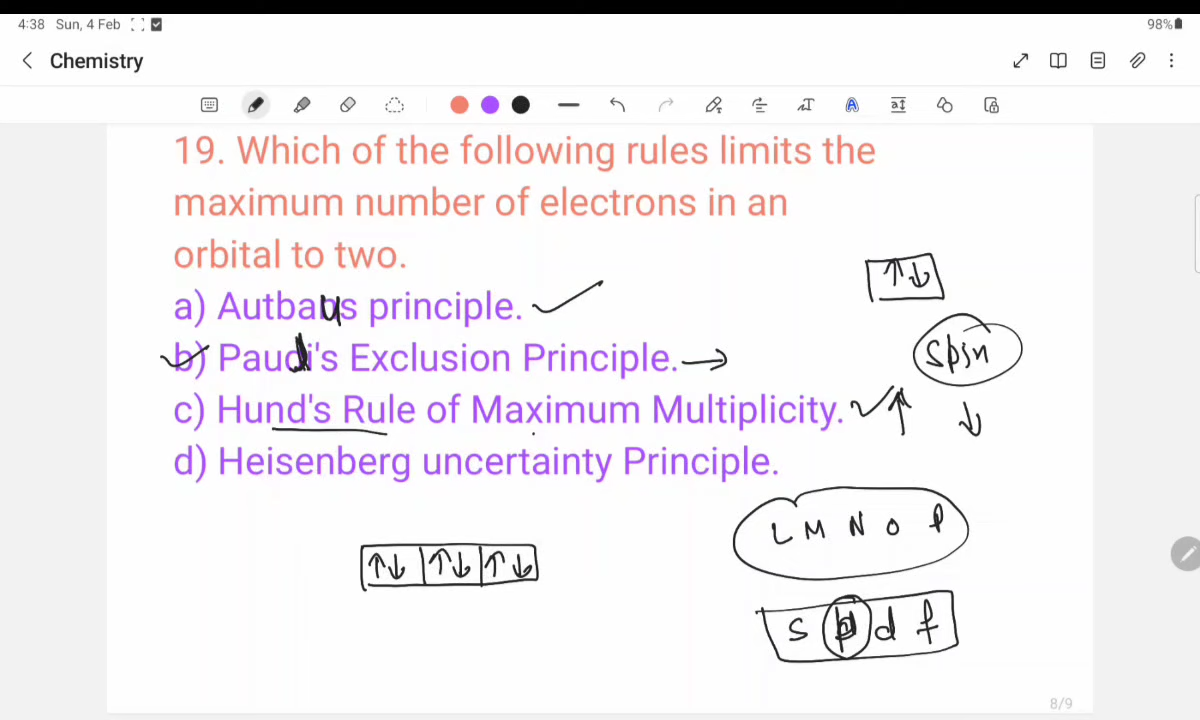 4:38 Sun, 4 Feb
98%
Chemistry
19. Which of the following rules limits the
maximum number of electrons in an
orbital to two.
a) Autbaus principle.
b) Paudi's Exclusion Principle.
spin
c) Hund's Rule of Maximum Multiplicity.
d) Heisenberg uncertainty Principle.
L M N O P
s p d f
8/9